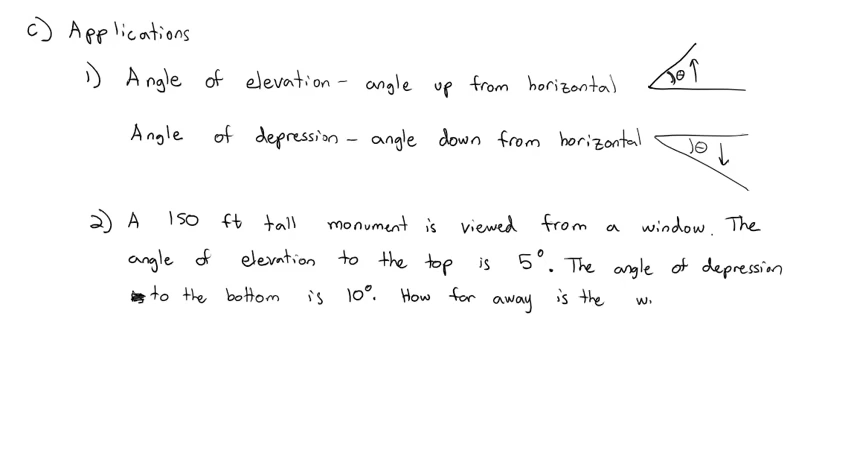 C) Applications
1) Angle of elevation - angle up from horizontal
θ
Angle of depression - angle down from horizontal
θ
2) A 150 ft tall monument is viewed from a window. The
angle of elevation to the top is 5°. The angle of depression
to the bottom is 10°. How far away is the w